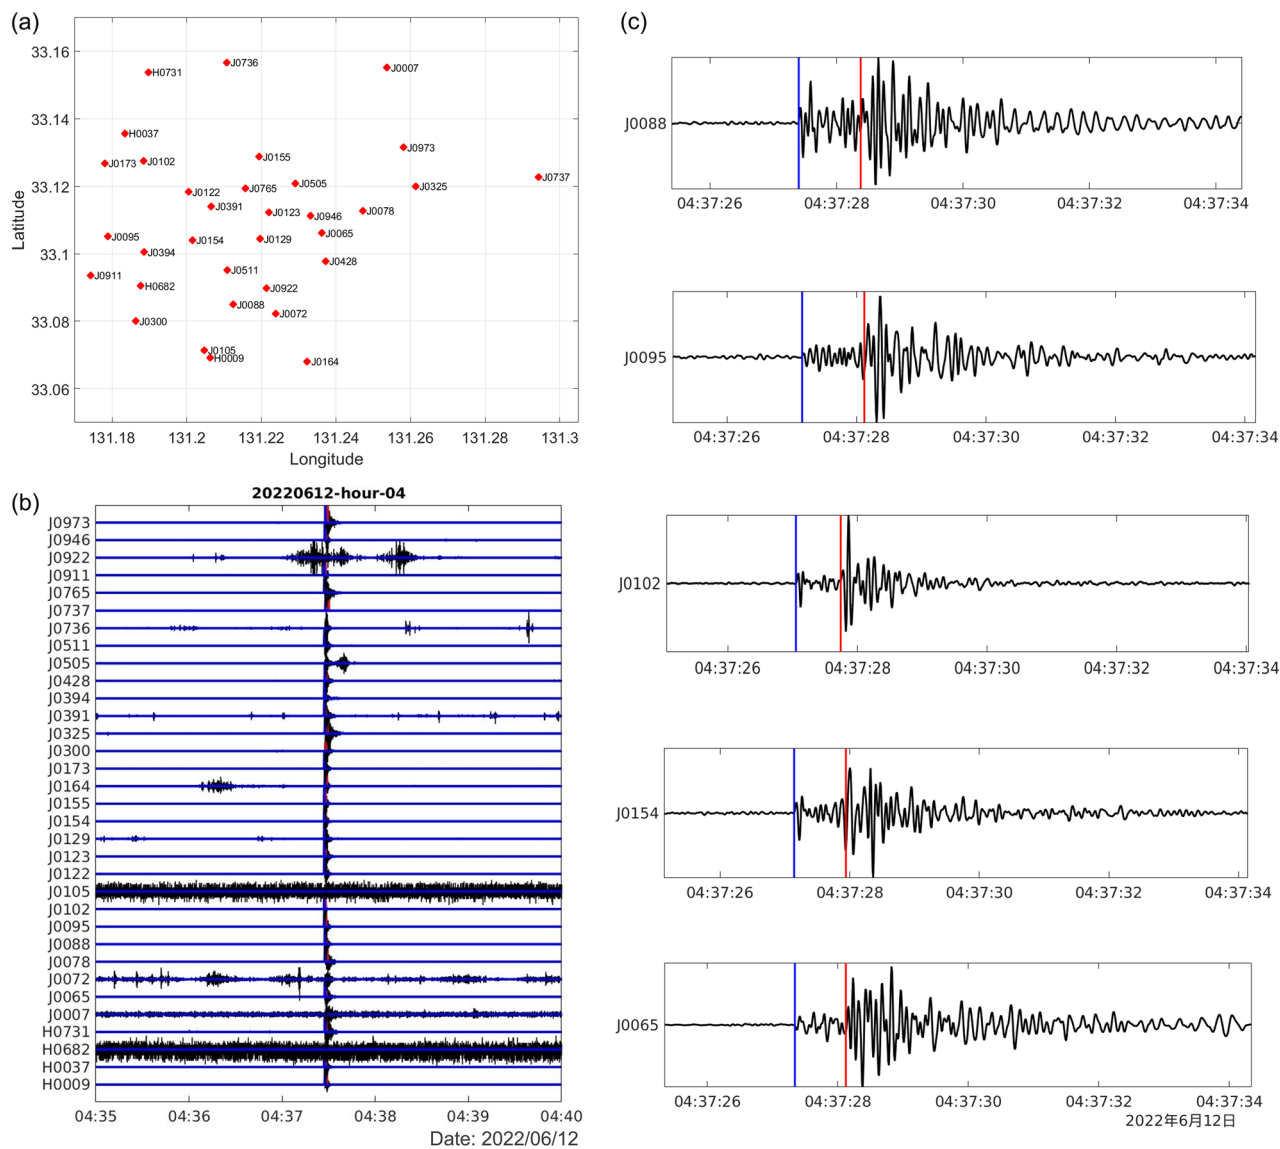 (a)
33.16
33.14
33.12
33.1
33.08
33.06
Latitude
J0736
J0007
H0731
H0037
J0973
J0155
J0102
J0173
J0737
J0505
J0325
J0765
J0122
J0391
J0123
J0078
J0946
J0065
J0095
J0154
J0129
J0394
J0428
J0511
J0911
H0682
J0922
J0088
J0072
J0300
J0105
H0009
J0164
131.18 131.2 131.22 131.24 131.26 131.28 131.3
Longitude
(b)
20220612-hour-04
J0973
J0946
J0922
J0911
J0765
J0737
J0736
J0511
J0505
J0428
J0394
J0391
J0325
J0300
J0173
J0164
J0155
J0154
J0129
J0123
J0122
J0105
J0102
J0095
J0088
J0078
J0072
J0065
J0007
H0731
H0682
H0037
H0009
04:35 04:36 04:37 04:38 04:39 04:40
Date: 2022/06/12
(c)
J0088
04:37:26 04:37:28 04:37:30 04:37:32 04:37:34
J0095
04:37:26 04:37:28 04:37:30 04:37:32 04:37:34
J0102
04:37:26 04:37:28 04:37:30 04:37:32 04:37:34
J0154
04:37:26 04:37:28 04:37:30 04:37:32 04:37:34
J0065
04:37:26 04:37:28 04:37:30 04:37:32 04:37:34
2022年6月12日